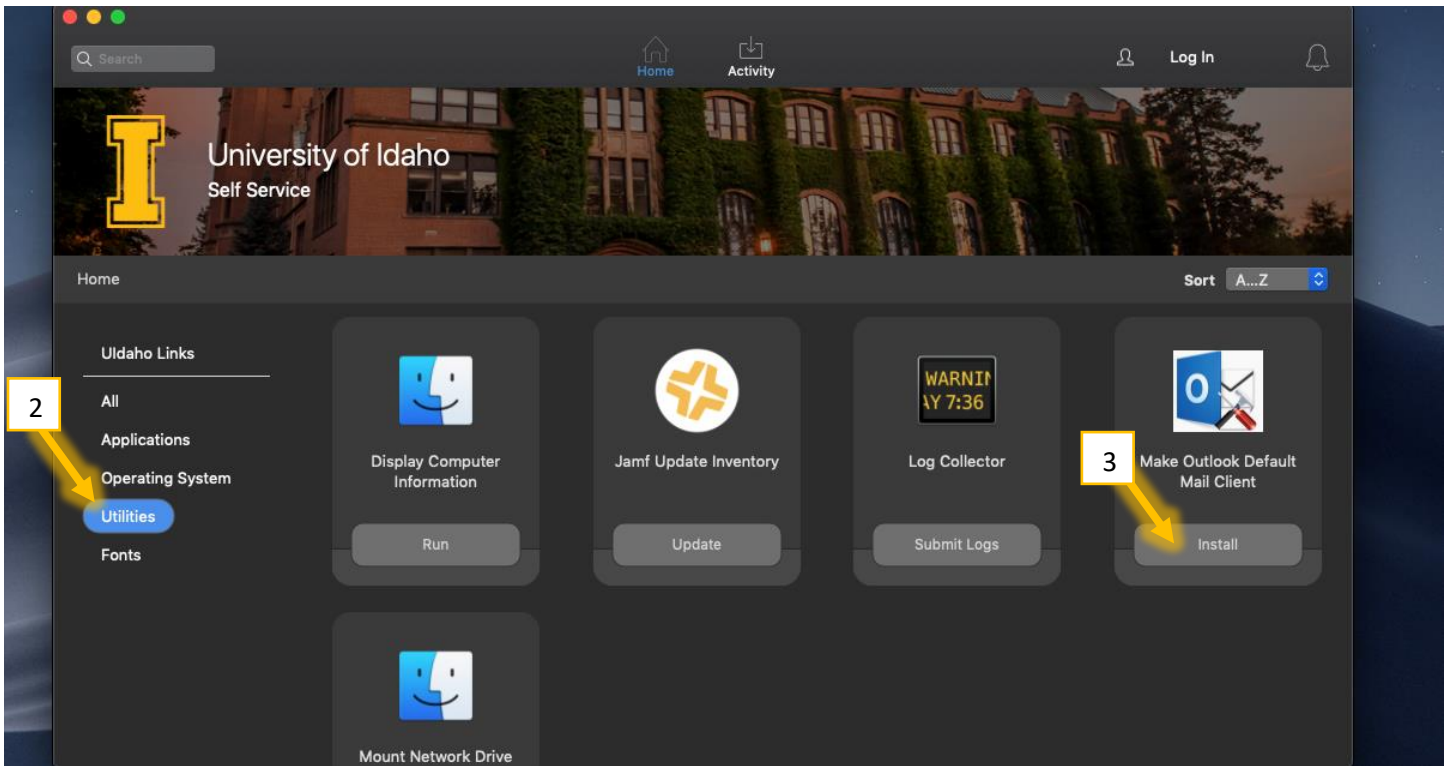 Search
Home
Activity
Log In
I
University of Idaho
Self Service
Home
Sort A...Z
UIdaho Links
All
Applications
Operating System
Utilities
Fonts
2
Display Computer
Information
Run
Jamf Update Inventory
Update
WARNIN
AY 7:36
Log Collector
Submit Logs
O
3
Make Outlook Default
Mail Client
Install
Mount Network Drive